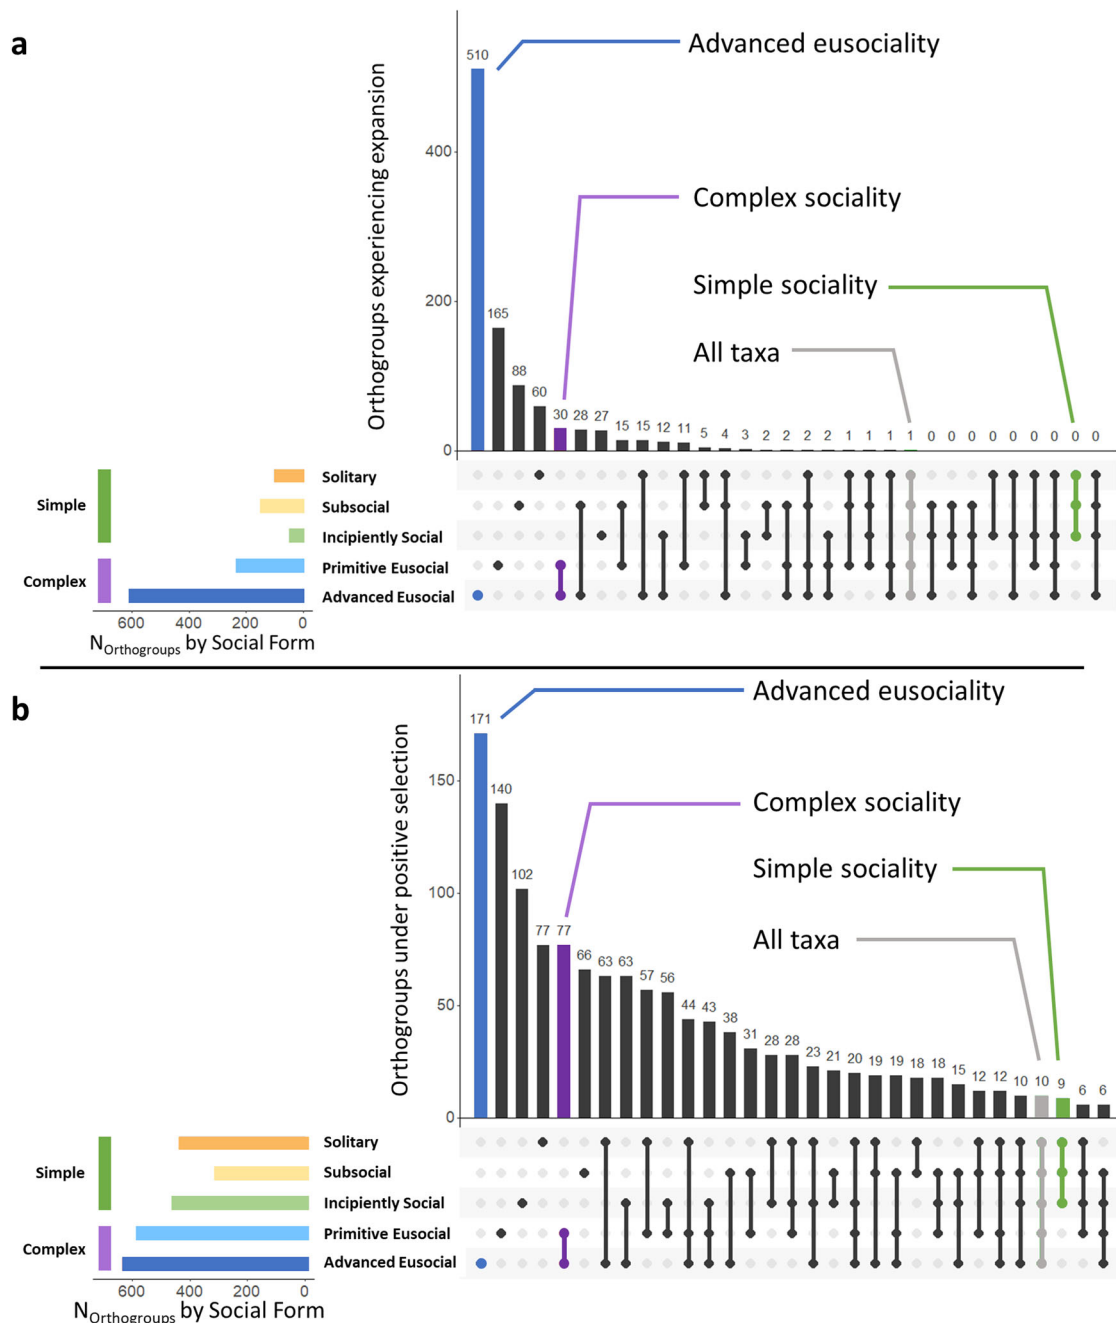 a
Advanced eusociality
Complex sociality
Simple sociality
All taxa
Orthogroups experiencing expansion
400
200
0
510
165
88
60
30
28
27
15
15
12
11
5
4
3
2
2
2
2
1
1
1
1
0
0
0
0
0
0
0
0
0
Simple
Complex
Solitary
Subsocial
Incipiently Social
Primitive Eusocial
Advanced Eusocial
600 400 200 0
NOrthogroups by Social Form
b
Advanced eusociality
Complex sociality
Simple sociality
All taxa
Orthogroups under positive selection
150
100
50
0
171
140
102
77
77
66
63
63
57
56
44
43
38
31
28
28
23
21
20
19
19
18
18
15
12
12
10
10
9
6
6
Simple
Complex
Solitary
Subsocial
Incipiently Social
Primitive Eusocial
Advanced Eusocial
600 400 200 0
NOrthogroups by Social Form